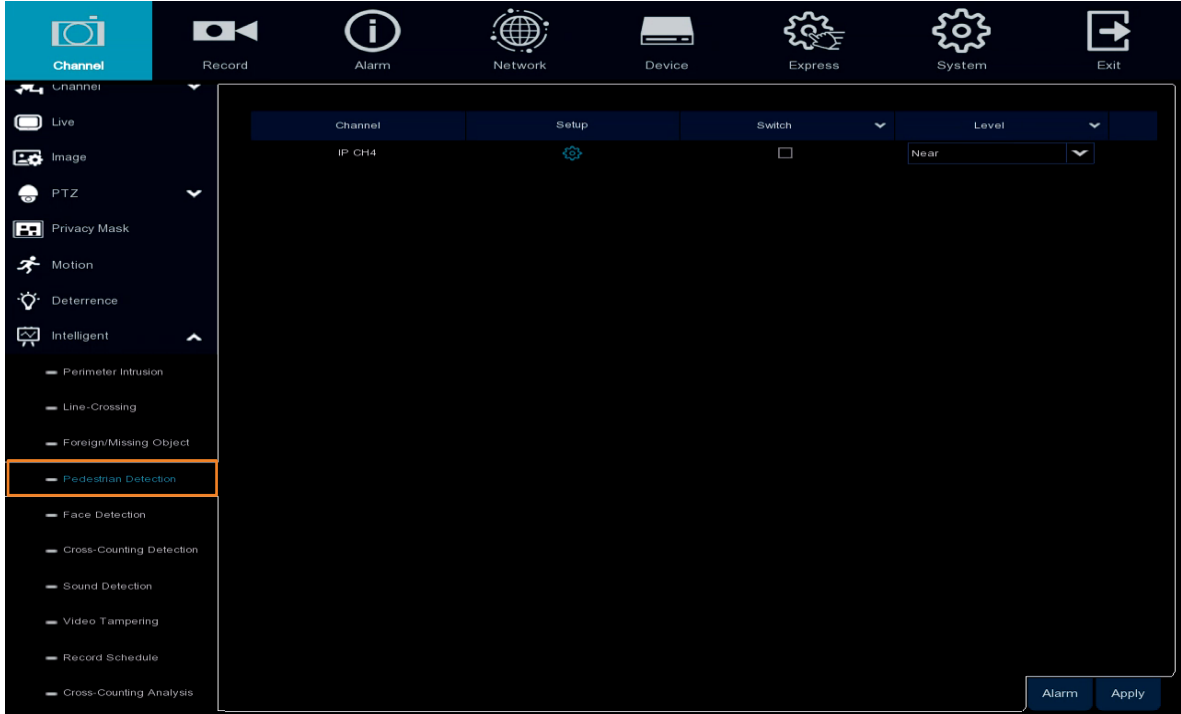 Channel Record Alarm Network Device Express System Exit
Channel
Live
Image
PTZ
Privacy Mask
Motion
Deterrence
Intelligent
Perimeter Intrusion
Line-Crossing
Foreign/Missing Object
Pedestrian Detection
Face Detection
Cross-Counting Detection
Sound Detection
Video Tampering
Record Schedule
Cross-Counting Analysis
Channel Setup Switch Level
IP CH4 Near
Alarm Apply